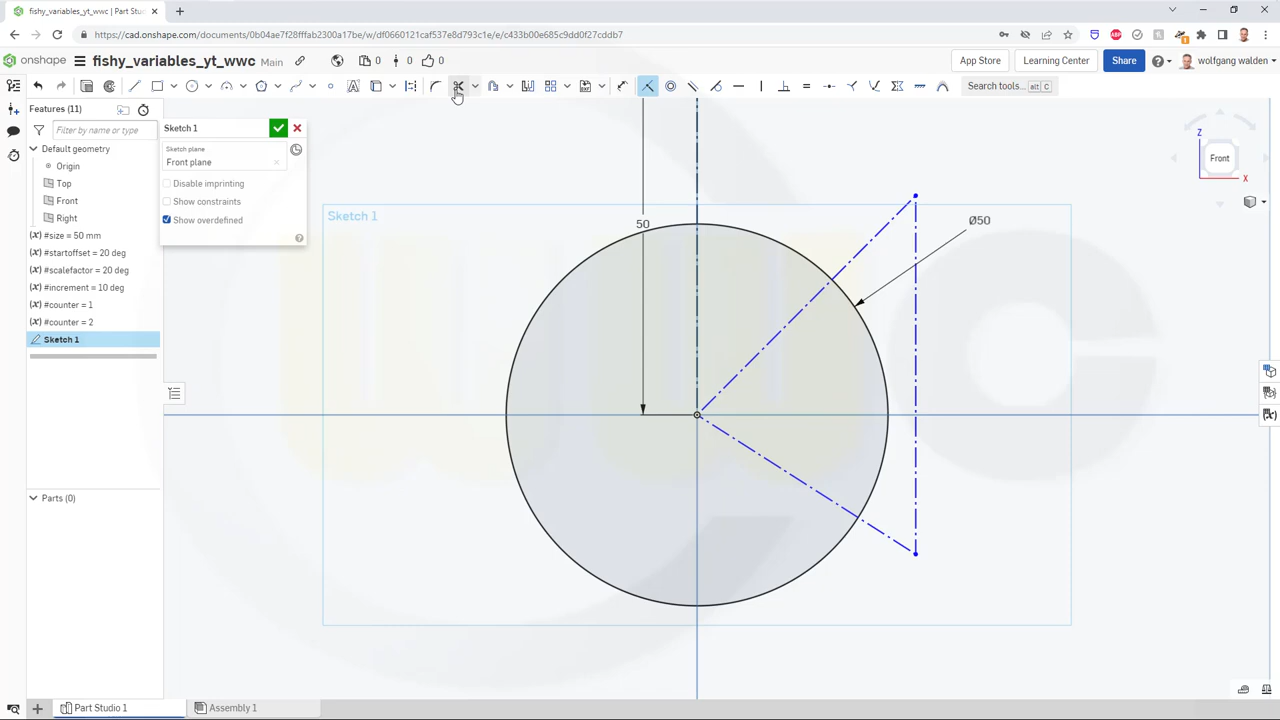 fishy_variables_yt_wwc | Part S
https://cad.onshape.com/documents/0b04ae7f28fffab2300a17be/w/df0660121caf537e8d793c1e/e/c433b00e65d8dd0f27cdb7
onshape
fishy_variables_yt_wwc Main
0
0
0
App Store
Learning Center
Share
wolfgang walden
Search tools...
alt
C
Features (11)
Filter by name or type
Default geometry
Origin
Top
Front
Right
(x) #size = 50 mm
(x) #startoffset = 20 deg
(x) #scalefactor = 20 deg
(x) #increment = 10 deg
(x) #counter = 1
(x) #counter = 2
Sketch 1
Parts (0)
Sketch 1
Sketch plane
Front plane
Disable imprinting
Show constraints
Show overdefined
Sketch 1
50
Ø50
Z
Front
X
Part Studio 1
Assembly 1